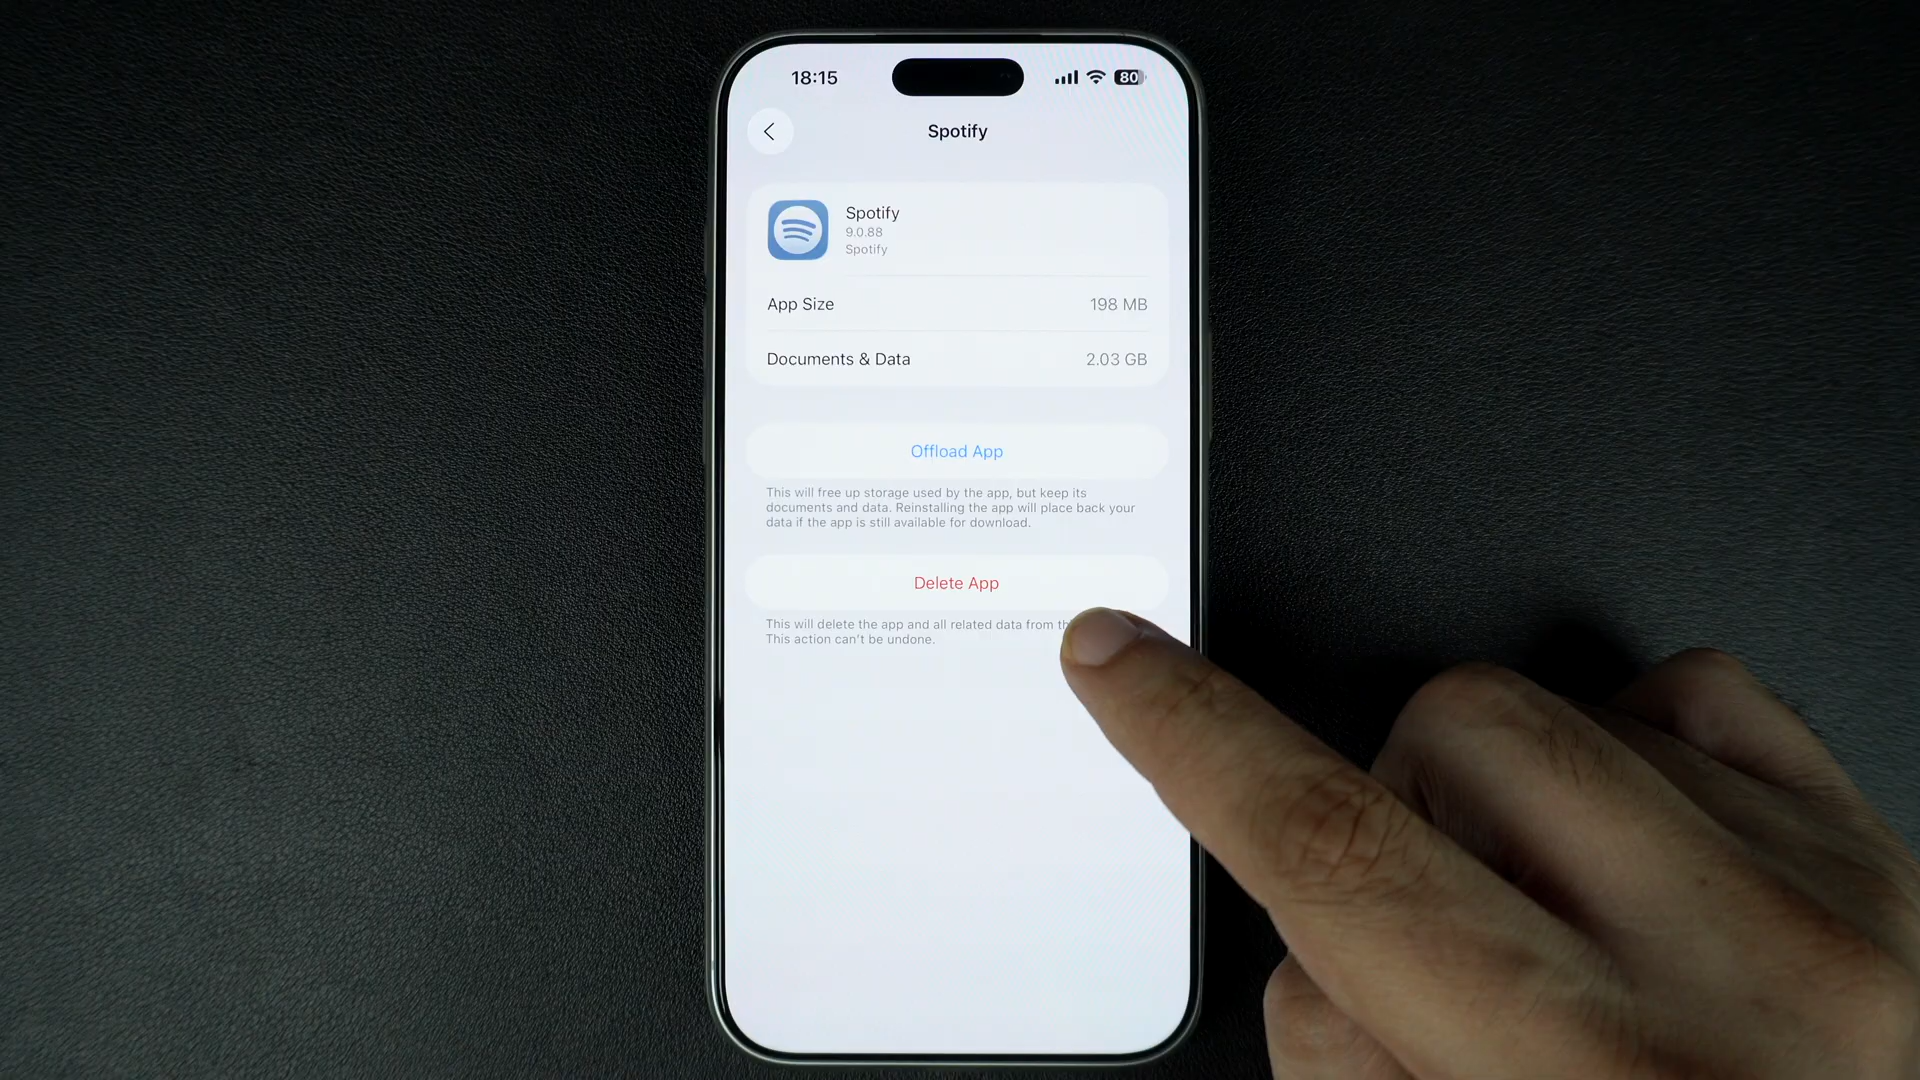 18:15
80
Spotify
Spotify
9.0.88
Spotify
App Size 198 MB
Documents & Data 2.03 GB
Offload App
This will free up storage used by the app, but keep its
documents and data. Reinstalling the app will place back your
data if the app is still available for download.
Delete App
This will delete the app and all related data from
This action can't be undone.